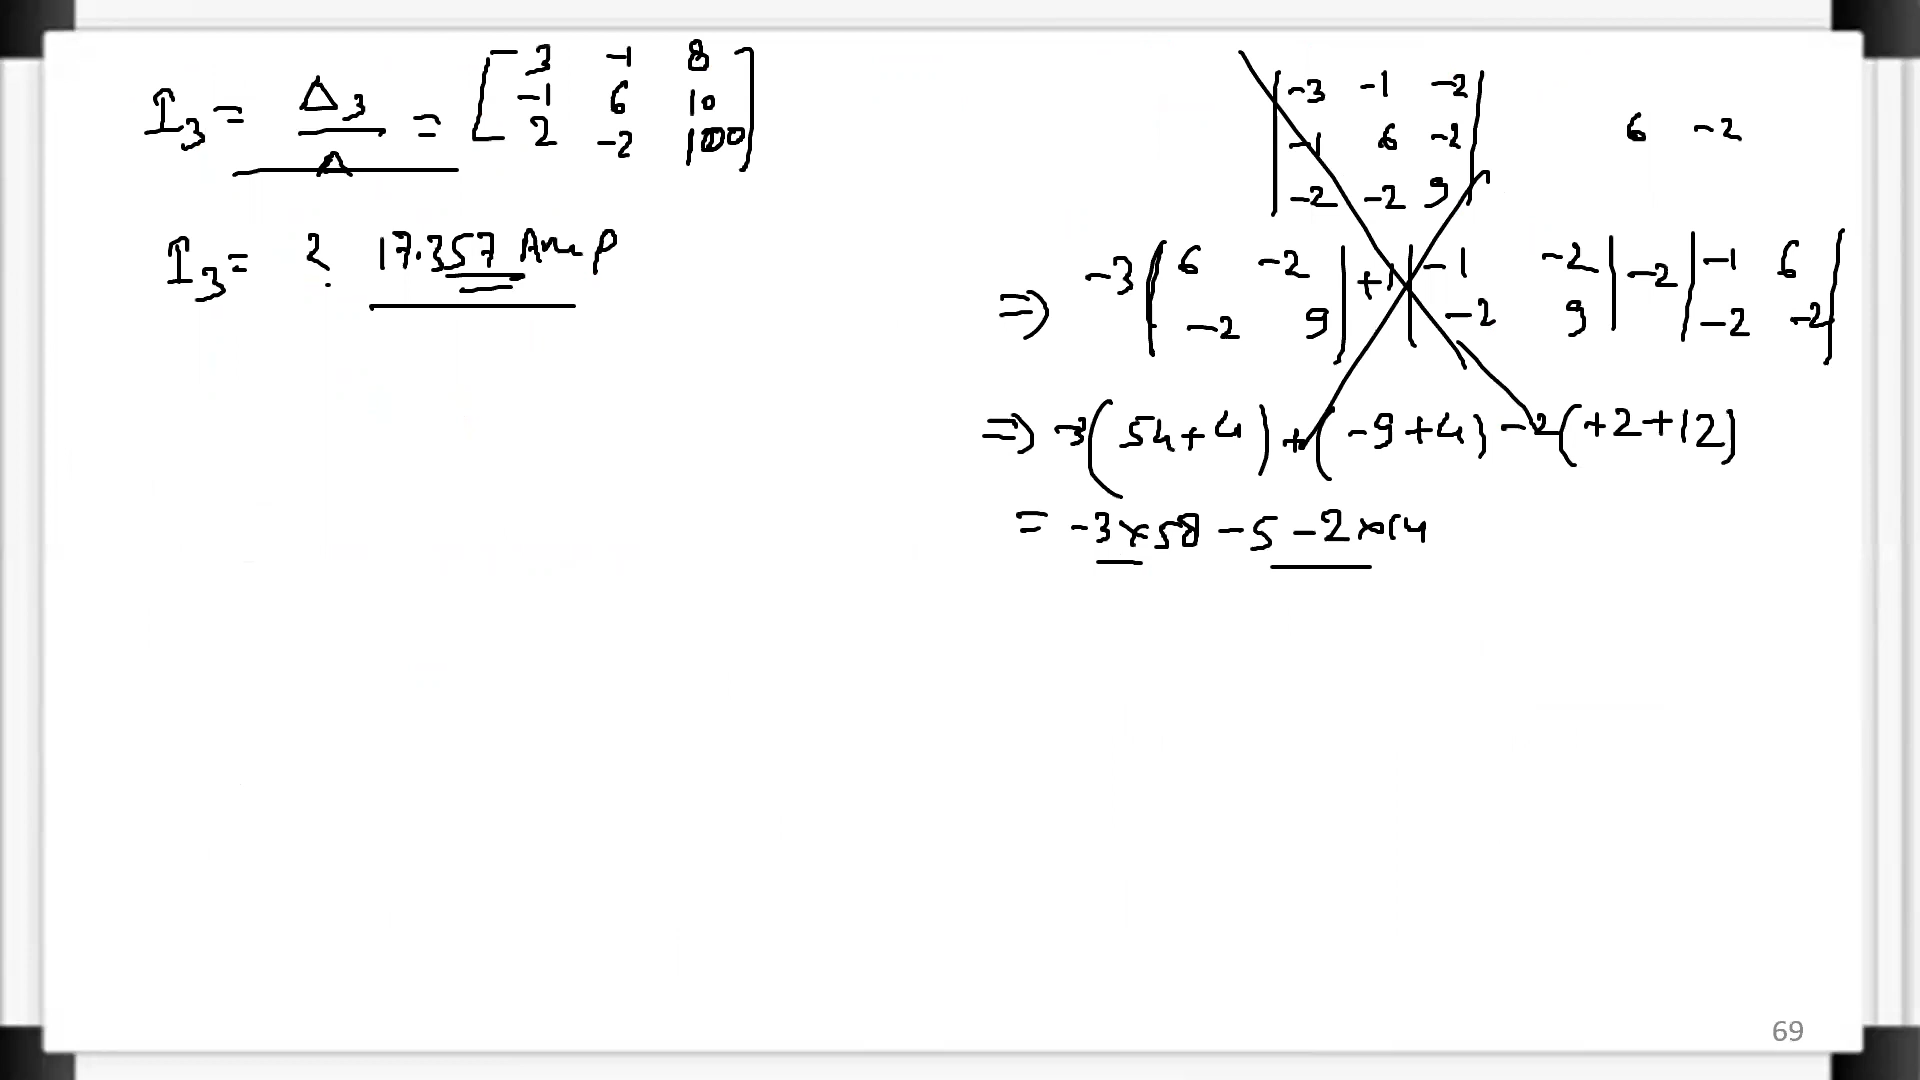 I₃ = Δ₃/Δ = [3 -1 8
-1 6 10
2 -2 100]
I₃ = ? 17.357 Amp
|-3 -1 -2|
|-1 6 -2|
|-2 -2 9|
6 -2
⇒ -3 |6 -2| +1 |-1 -2| -2 |-1 6|
|-2 9| |-2 9| |-2 -2|
⇒ -3(54+4) + (-9+4) -2(+2+12)
= -3×58 -5 -2×14
69